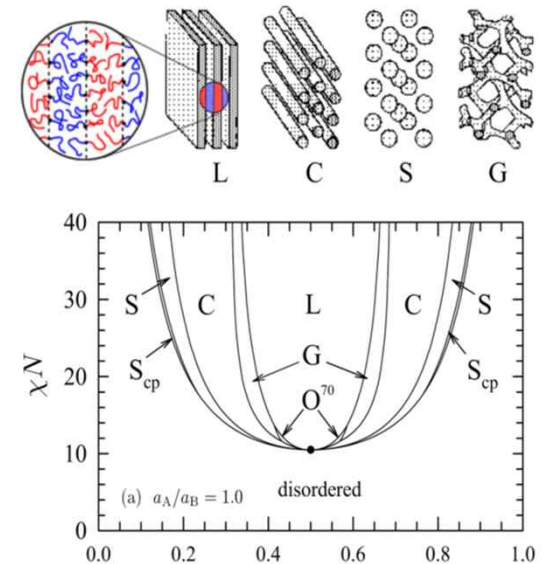 L C S G
40
30
20
10
0
χN
S C L C S
S_cp G S_cp
O^70
(a) a_A/a_B = 1.0 disordered
0.0 0.2 0.4 0.6 0.8 1.0